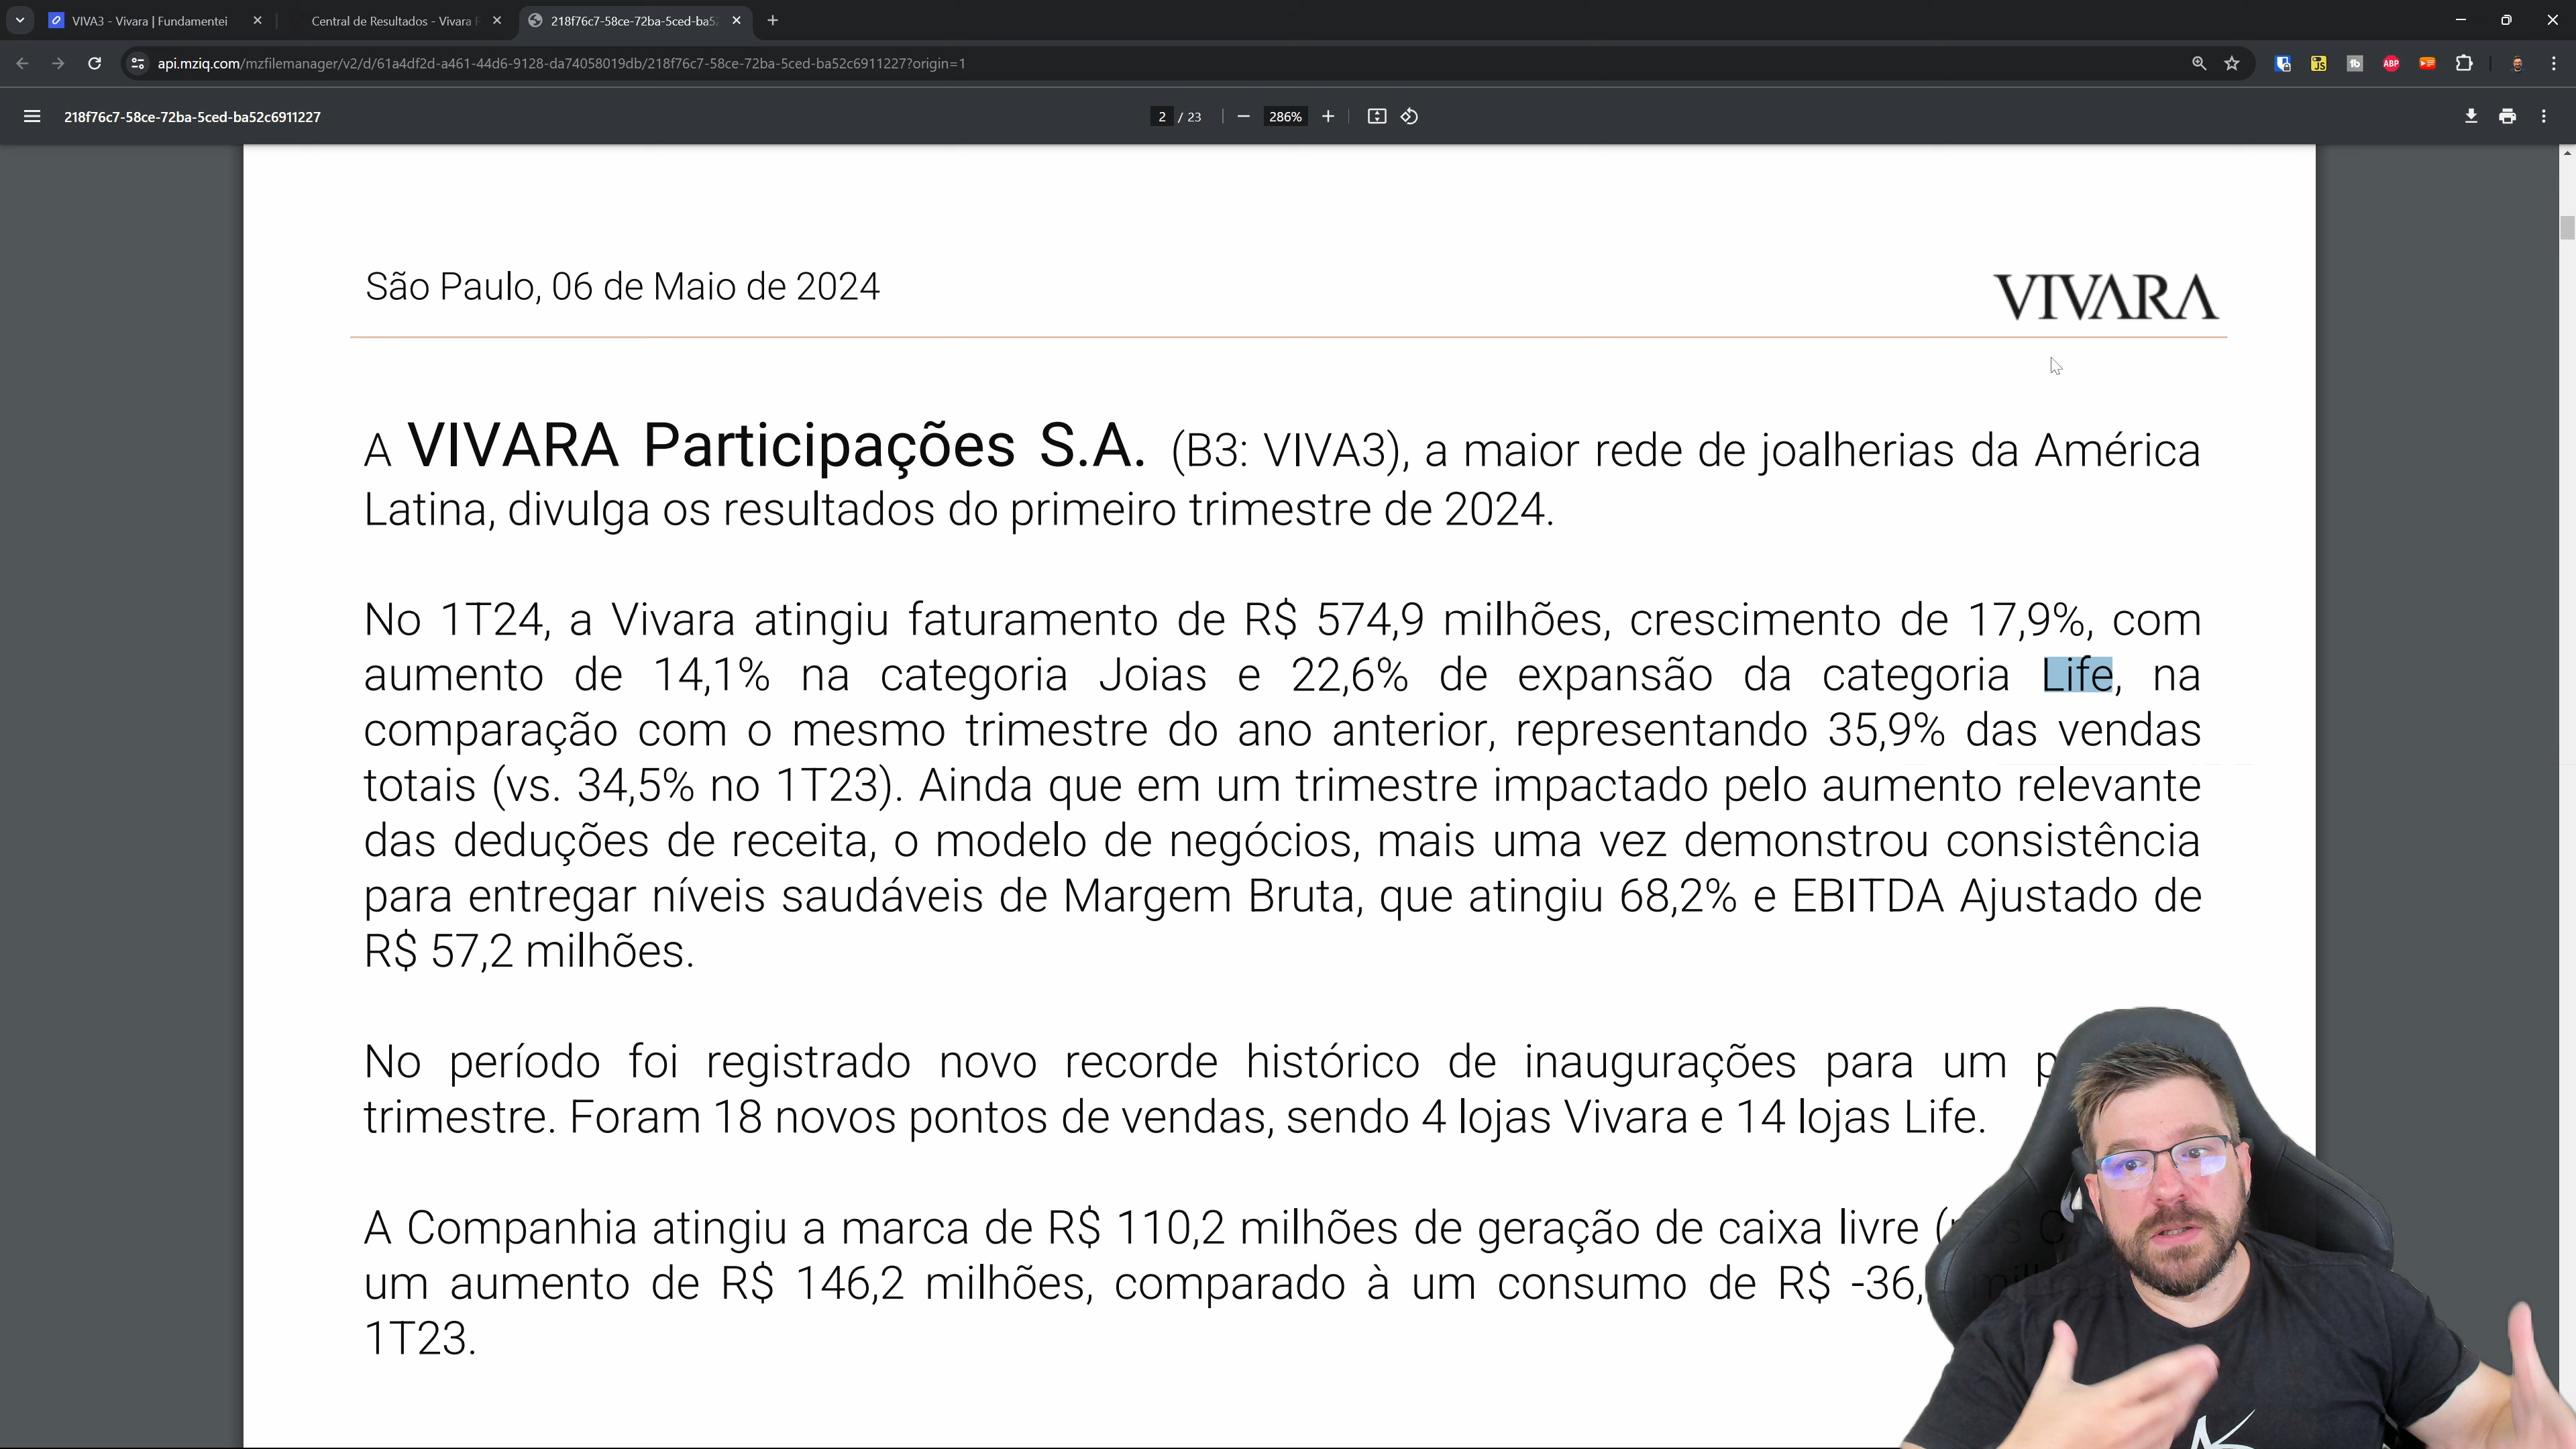 VIVA3 - Vivara | Fundamentei
Central de Resultados - Vivara
218f76c7-58ce-72ba-5ced-ba52
api.mziq.com/mzfilemanager/v2/d/61a4df2d-a461-44d6-9128-da74058019db/218f76c7-58ce-72ba-5ced-ba52c6911227?origin=1
JS
ABP
218f76c7-58ce-72ba-5ced-ba52c6911227
2 / 23
286%
São Paulo, 06 de Maio de 2024
VIVARA
A VIVARA Participações S.A. (B3: VIVA3), a maior rede de joalherias da América
Latina, divulga os resultados do primeiro trimestre de 2024.
No 1T24, a Vivara atingiu faturamento de R$ 574,9 milhões, crescimento de 17,9%, com
aumento de 14,1% na categoria Joias e 22,6% de expansão da categoria Life, na
comparação com o mesmo trimestre do ano anterior, representando 35,9% das vendas
totais (vs. 34,5% no 1T23). Ainda que em um trimestre impactado pelo aumento relevante
das deduções de receita, o modelo de negócios, mais uma vez demonstrou consistência
para entregar níveis saudáveis de Margem Bruta, que atingiu 68,2% e EBITDA Ajustado de
R$ 57,2 milhões.
No período foi registrado novo recorde histórico de inaugurações para um
trimestre. Foram 18 novos pontos de vendas, sendo 4 lojas Vivara e 14 lojas Life.
A Companhia atingiu a marca de R$ 110,2 milhões de geração de caixa livre
um aumento de R$ 146,2 milhões, comparado à um consumo de R$ -36,
1T23.